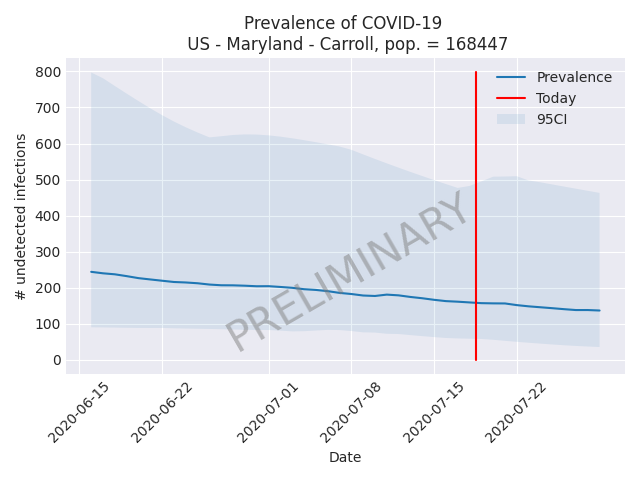 Prevalence of COVID-19
US - Maryland - Carroll, pop. = 168447
800
700
600
500
400
300
200
100
0
# undetected infections
Prevalence
Today
95CI
PRELIMINARY
2020-06-15
2020-06-22
2020-07-01
2020-07-08
2020-07-15
2020-07-22
Date